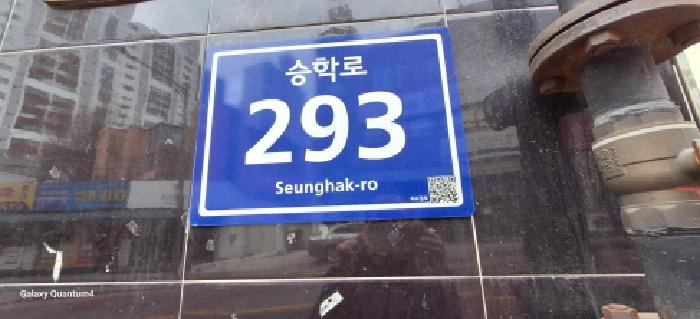 승학로
293
Seunghak-ro
Galaxy Quantum4